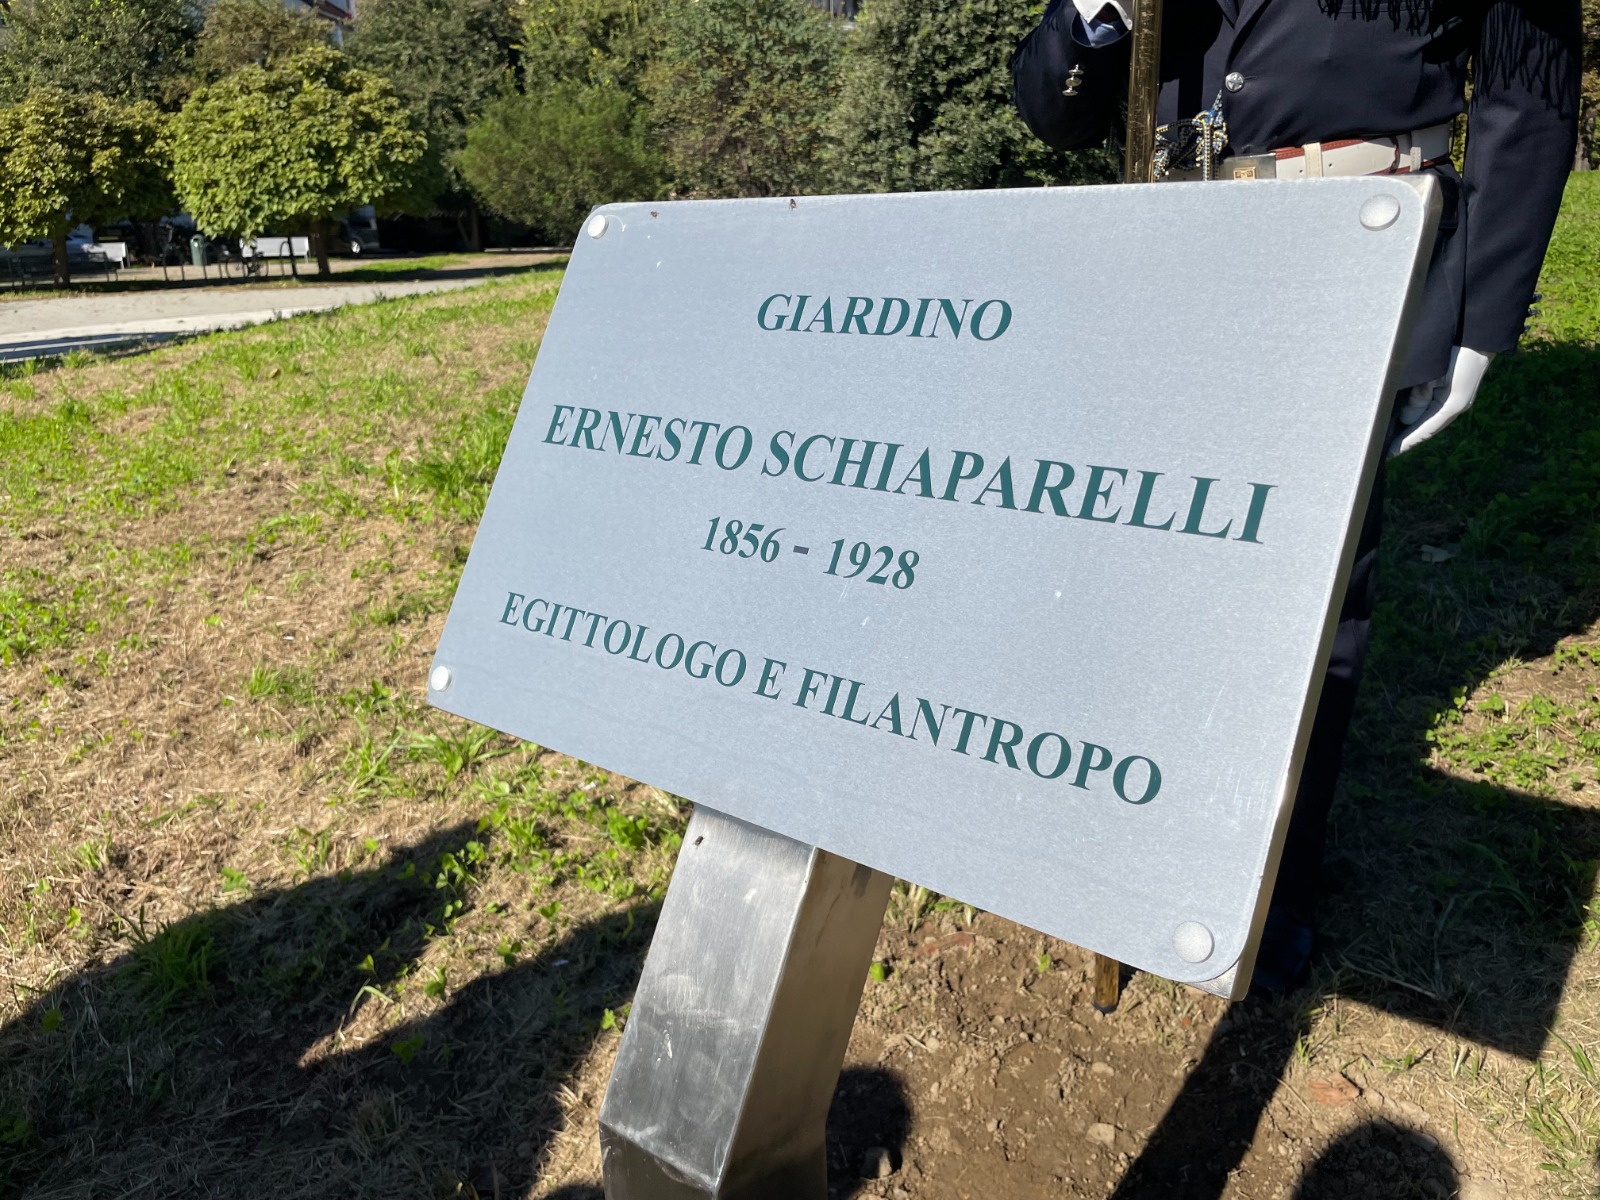 GIARDINO
ERNESTO SCHIAPARELLI
1856 - 1928
EGITTOLOGO E FILANTROPO